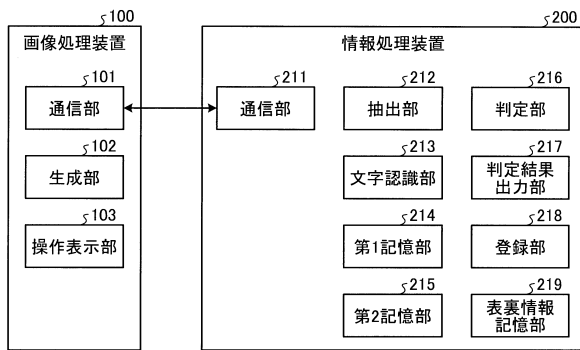 100
画像処理装置
101
通信部
102
生成部
103
操作表示部
200
情報処理装置
211
通信部
212
抽出部
213
文字認識部
214
第1記憶部
215
第2記憶部
216
判定部
217
判定結果
出力部
218
登録部
219
表裏情報
記憶部